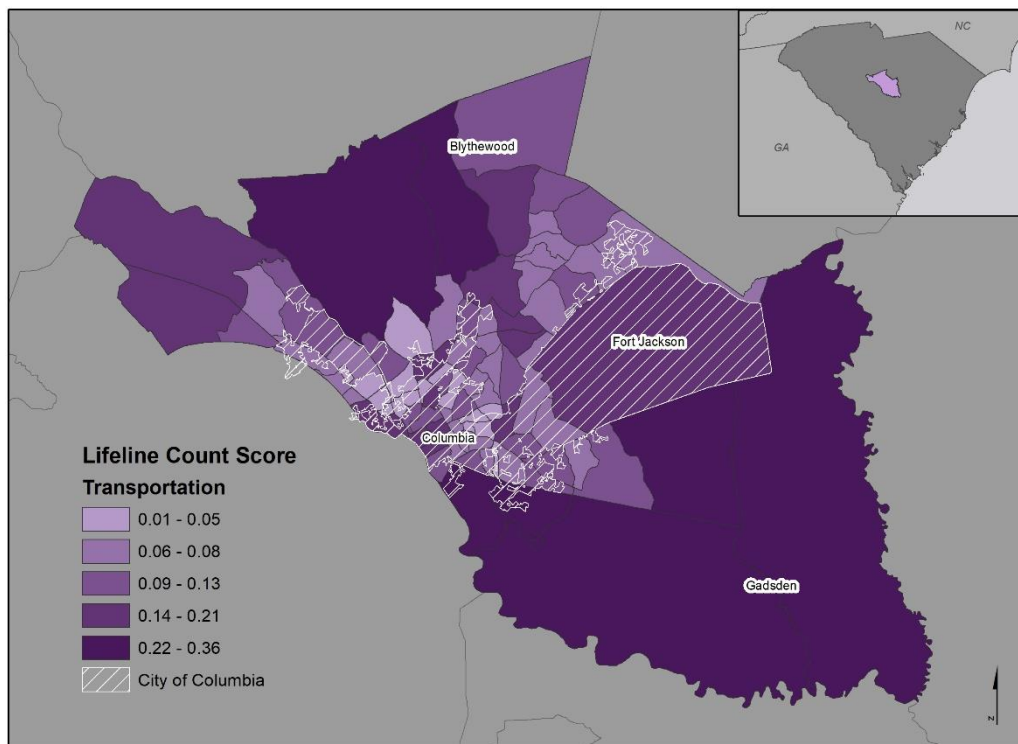 NC
GA
Blythewood
Fort Jackson
Columbia
Gadsden
Lifeline Count Score
Transportation
0.01 - 0.05
0.06 - 0.08
0.09 - 0.13
0.14 - 0.21
0.22 - 0.36
City of Columbia
N